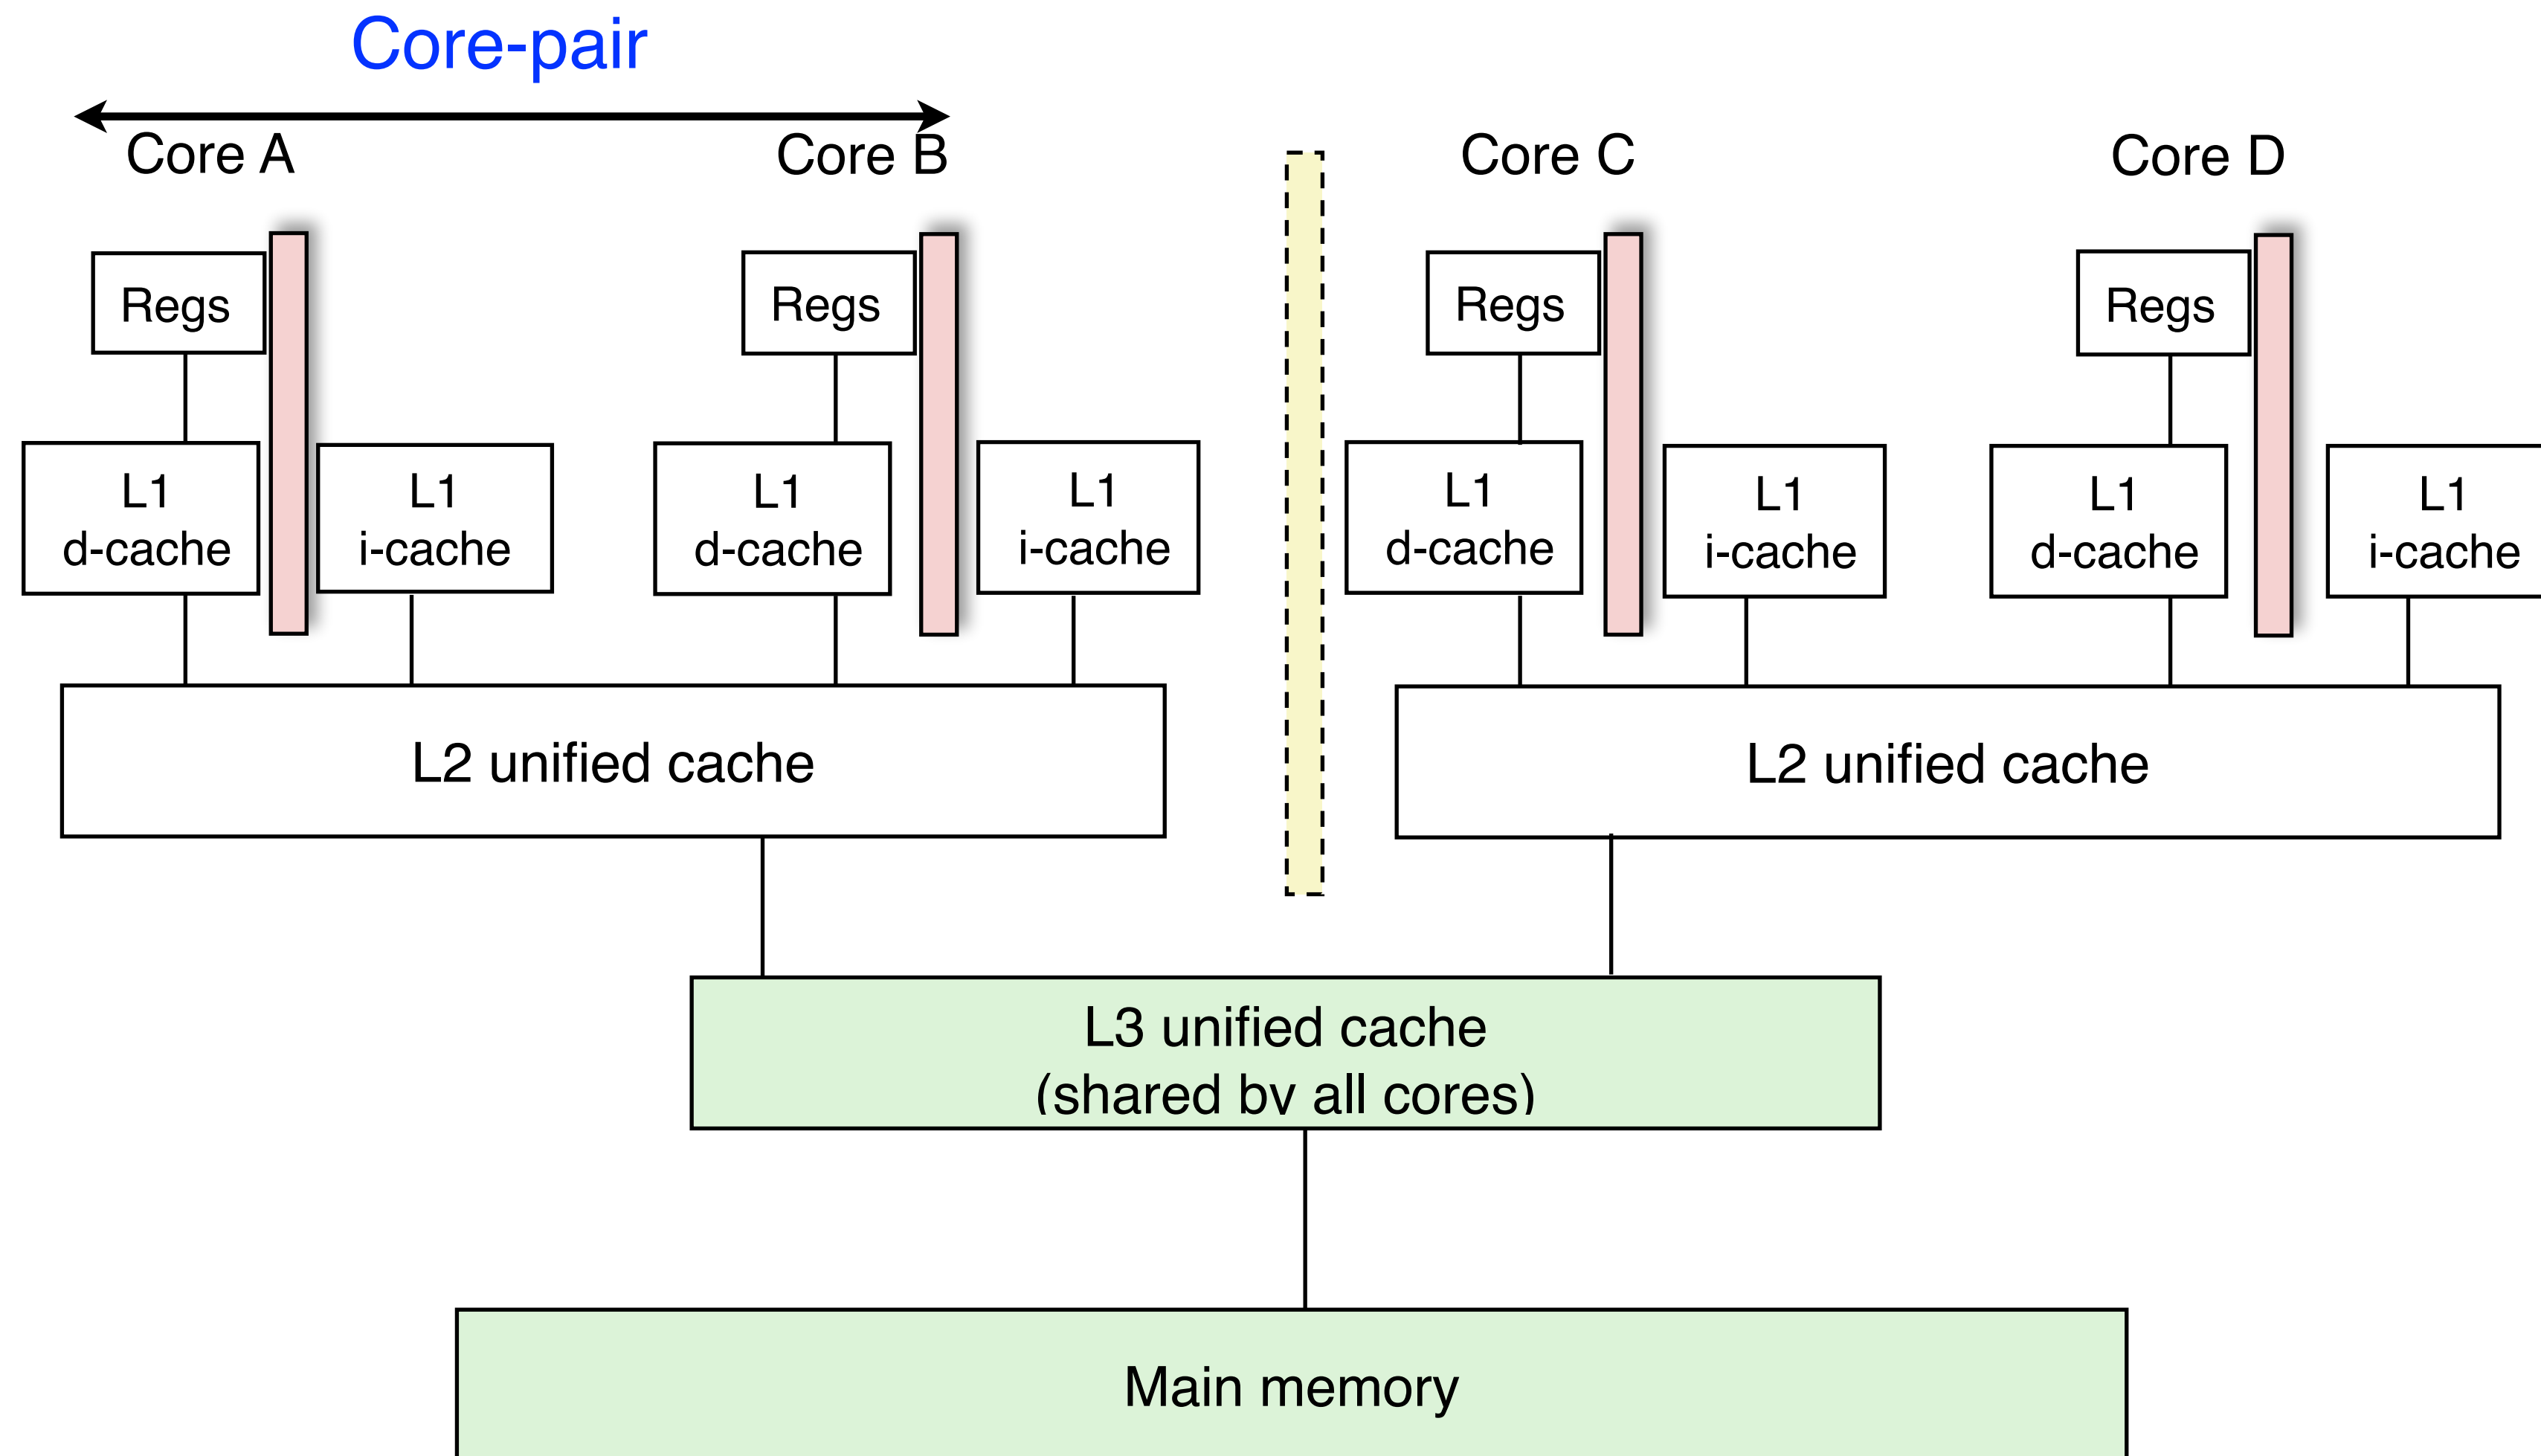 Core-pair
Core A
Core B
Core C
Core D
Regs
Regs
Regs
Regs
L1
d-cache
L1
i-cache
L1
d-cache
L1
i-cache
L1
d-cache
L1
i-cache
L1
d-cache
L1
i-cache
L2 unified cache
L2 unified cache
L3 unified cache
(shared by all cores)
Main memory